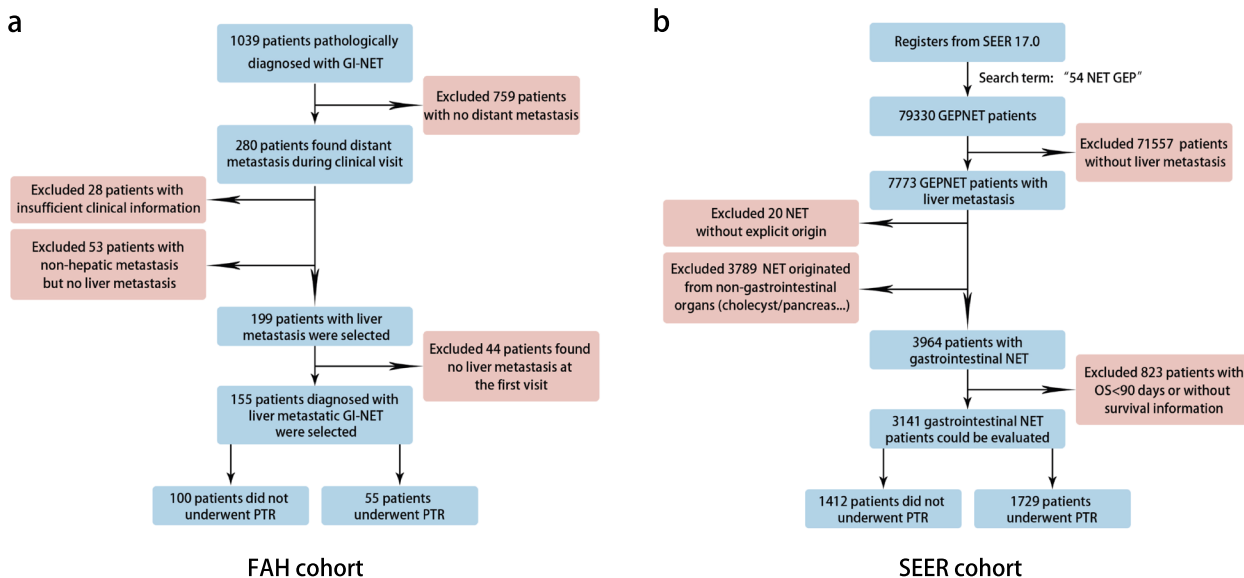 a
1039 patients pathologically
diagnosed with GI-NET
Excluded 759 patients
with no distant metastasis
280 patients found distant
metastasis during clinical visit
Excluded 28 patients with
insufficient clinical information
Excluded 53 patients with
non-hepatic metastasis
but no liver metastasis
199 patients with liver
metastasis were selected
Excluded 44 patients found
no liver metastasis at
the first visit
155 patients diagnosed with
liver metastatic GI-NET
were selected
100 patients did not
underwent PTR
55 patients
underwent PTR
FAH cohort
b
Registers from SEER 17.0
Search term: “54 NET GEP”
79330 GEPNET patients
Excluded 71557 patients
without liver metastasis
7773 GEPNET patients with
liver metastasis
Excluded 20 NET
without explicit origin
Excluded 3789 NET originated
from non-gastrointestinal
organs (cholecyst/pancreas...)
3964 patients with
gastrointestinal NET
Excluded 823 patients with
OS<90 days or without
survival information
3141 gastrointestinal NET
patients could be evaluated
1412 patients did not
underwent PTR
1729 patients
underwent PTR
SEER cohort